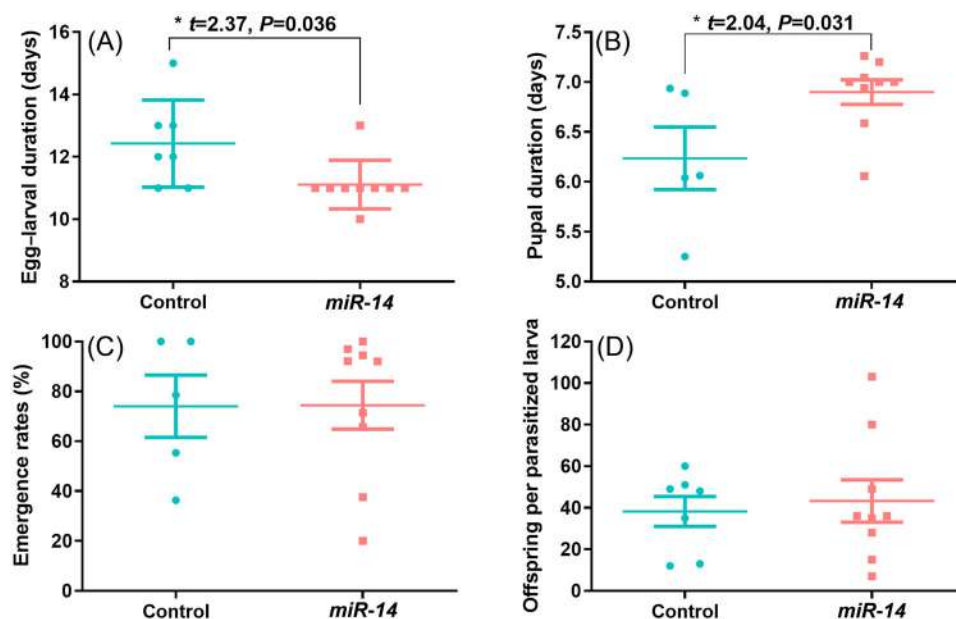 (A)
* t=2.37, P=0.036
Egg–larval duration (days)
16
14
12
10
8
Control
miR-14
(B)
* t=2.04, P=0.031
Pupal duration (days)
7.5
7.0
6.5
6.0
5.5
5.0
Control
miR-14
(C)
Emergence rates (%)
100
80
60
40
20
0
Control
miR-14
(D)
Offspring per parasitized larva
120
100
80
60
40
20
0
Control
miR-14